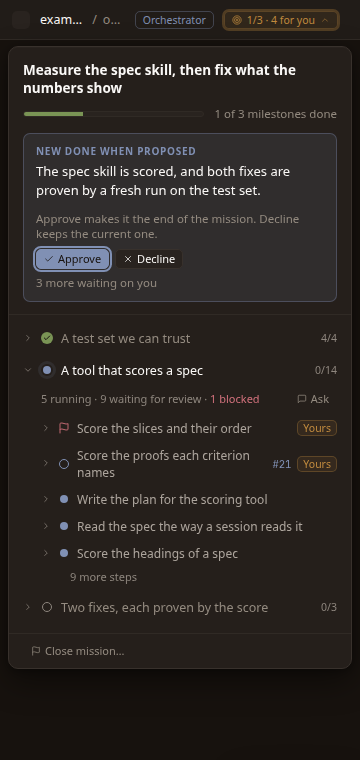 exam... / o... Orchestrator 1/3 · 4 for you
Measure the spec skill, then fix what the
numbers show
1 of 3 milestones done
NEW DONE WHEN PROPOSED
The spec skill is scored, and both fixes are
proven by a fresh run on the test set.
Approve makes it the end of the mission. Decline
keeps the current one.
Approve Decline
3 more waiting on you
A test set we can trust 4/4
A tool that scores a spec 0/14
5 running · 9 waiting for review · 1 blocked Ask
Score the slices and their order Yours
Score the proofs each criterion
names #21 Yours
Write the plan for the scoring tool
Read the spec the way a session reads it
Score the headings of a spec
9 more steps
Two fixes, each proven by the score 0/3
Close mission...